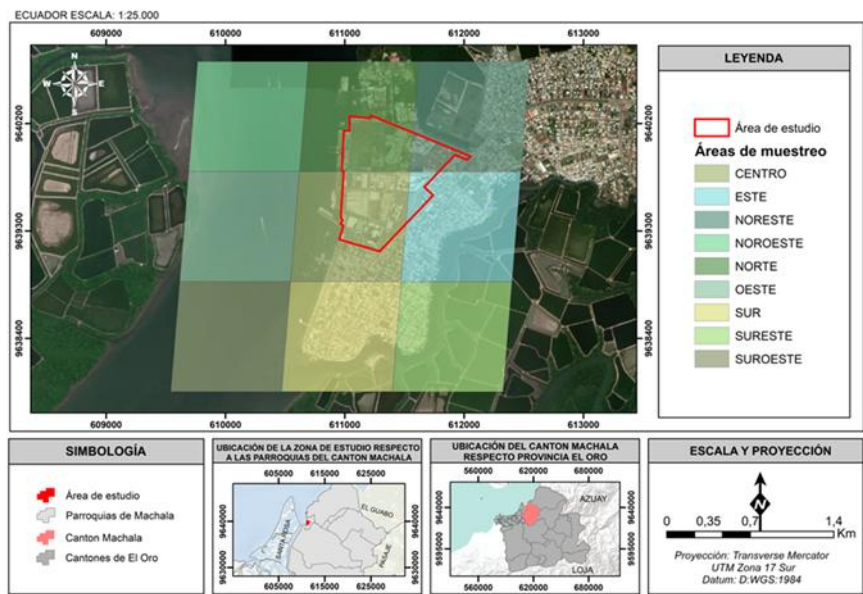 ECUADOR ESCALA: 1:25.000
609000 610000 611000 612000 613000
N
W E
S
9640200
9639300
9638400
9640200
9639300
9638400
609000 610000 611000 612000 613000
LEYENDA
Área de estudio
Áreas de muestreo
CENTRO
ESTE
NORESTE
NOROESTE
NORTE
OESTE
SUR
SURESTE
SUROESTE
SIMBOLOGÍA
Área de estudio
Parroquias de Machala
Canton Machala
Cantones de El Oro
UBICACIÓN DE LA ZONA DE ESTUDIO RESPECTO
A LAS PARROQUIAS DEL CANTON MACHALA
605000 615000 625000
9640000
9630000
SANTA ROSA
EL GUABO
PASAJE
9640000
9630000
605000 615000 625000
UBICACIÓN DEL CANTON MACHALA
RESPECTO PROVINCIA EL ORO
560000 620000 680000
9640000
9595000
AZUAY
LOJA
9640000
9595000
560000 620000 680000
ESCALA Y PROYECCIÓN
N
0 0,35 0,7 1,4
Km
Proyección: Transverse Mercator
UTM Zona 17 Sur
Datum: D:WGS:1984